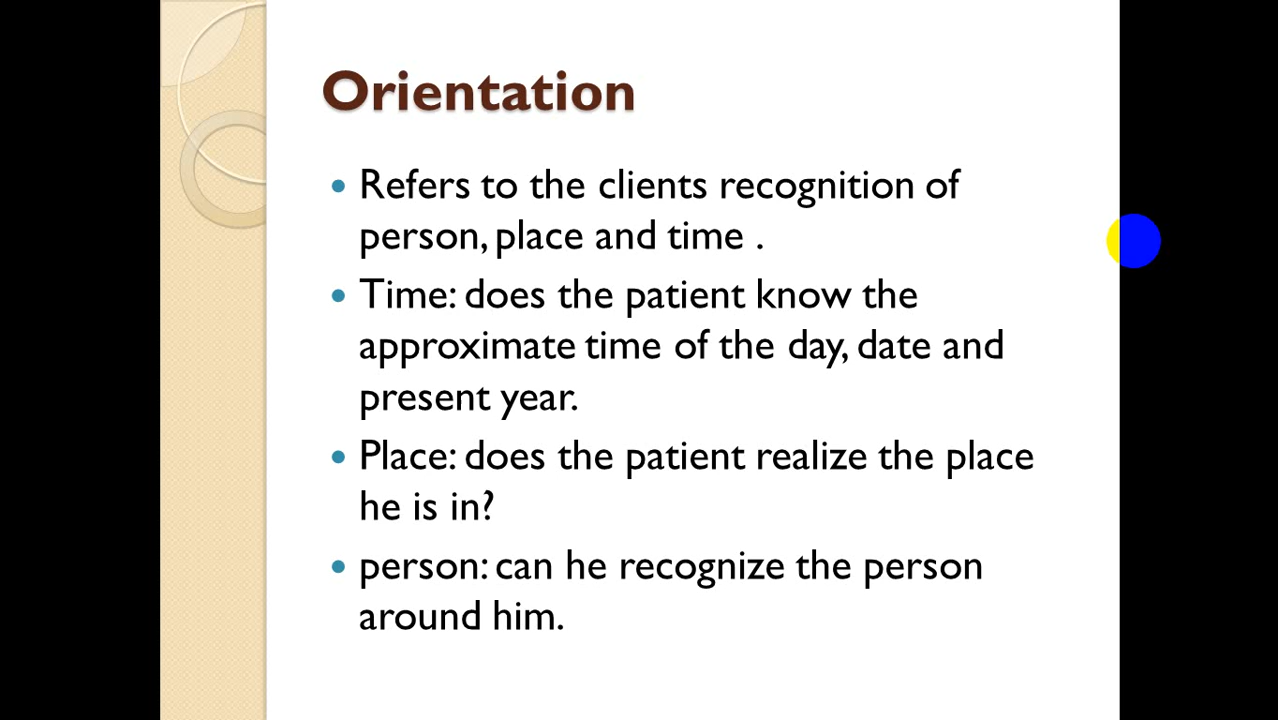 Orientation
• Refers to the clients recognition of
person, place and time .
• Time: does the patient know the
approximate time of the day, date and
present year.
• Place: does the patient realize the place
he is in?
• person: can he recognize the person
around him.